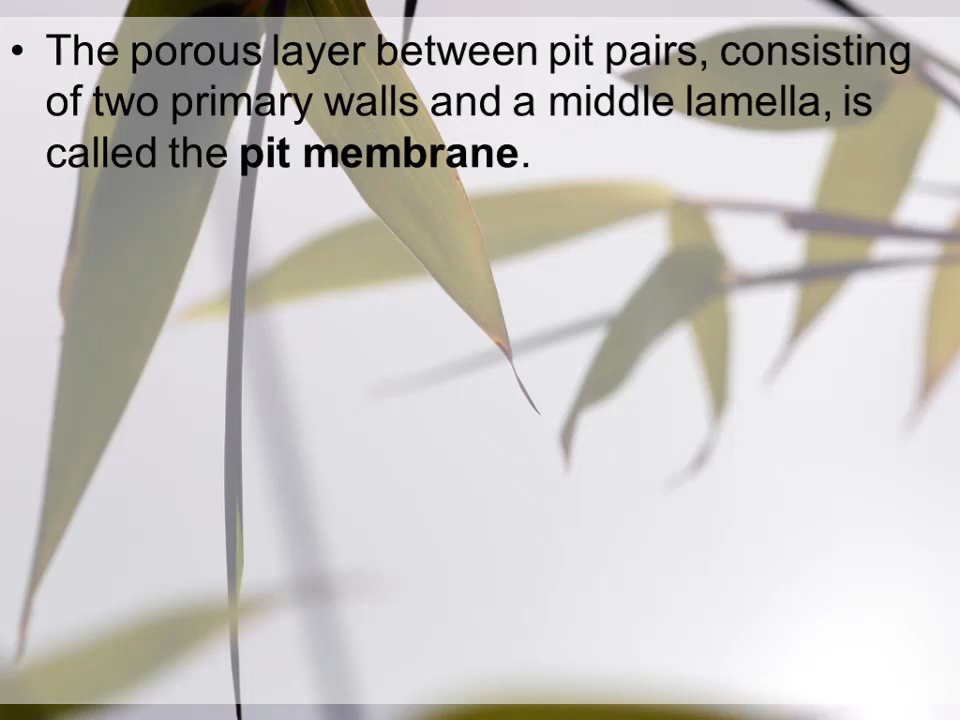 • The porous layer between pit pairs, consisting
of two primary walls and a middle lamella, is
called the pit membrane.